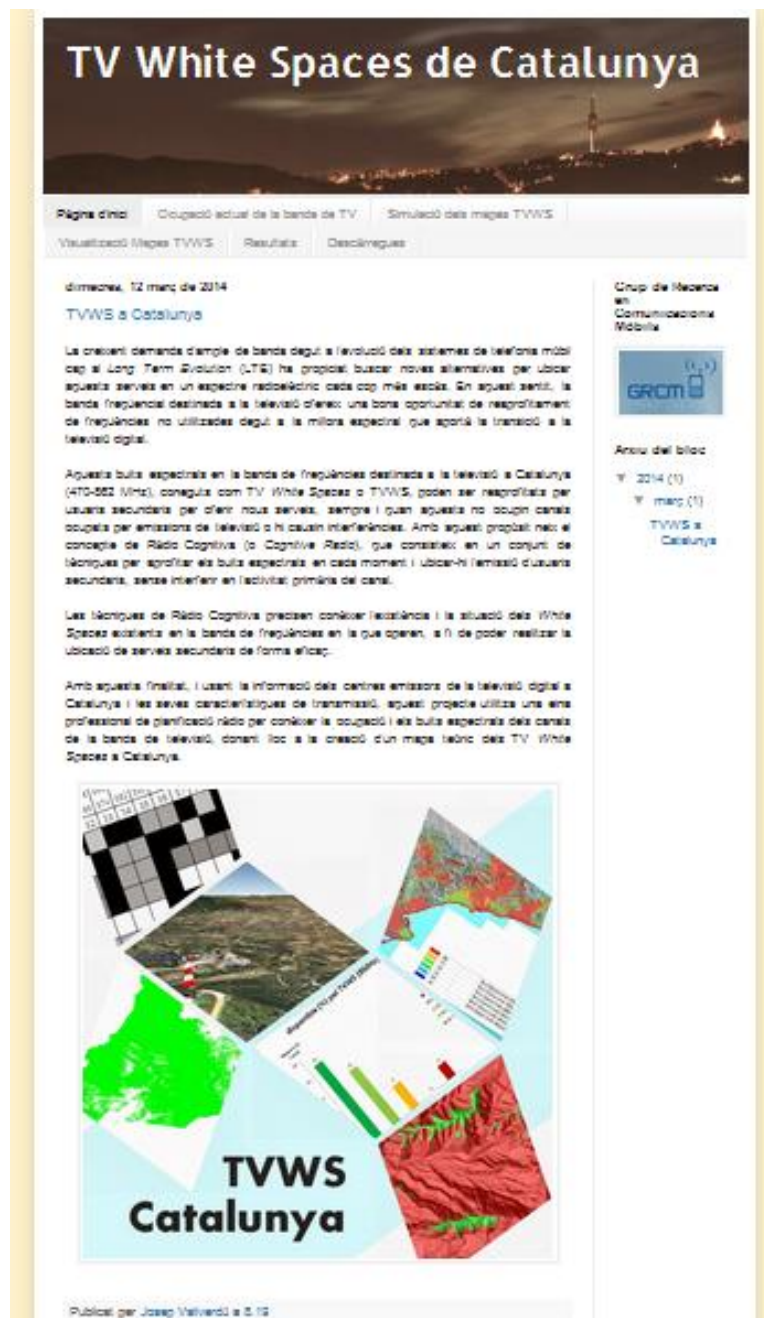 TV White Spaces de Catalunya
Pàgina d'inici
Ocupació actual de la banda de TV
Simulació dels mapes TVWS
Visualització Mapes TVWS
Resultats
Descàrregues
dimecres, 12 març de 2014
TVWS a Catalunya
La creixent demanda d'ample de banda degut a l'evolució dels sistemes de telefonia mòbil
cap al Long Term Evolution (LTE) ha propiciat buscar noves alternatives per ubicar
aquests serveis en un espectre radioelèctric cada cop més escàs. En aquest sentit, la
banda freqüencial destinada a la televisió ofereix una bona oportunitat de reaprofitament
de freqüències no utilitzades degut a la millora espectral que aportà la transició a la
televisió digital.
Aquests buits espectrals en la banda de freqüències destinada a la televisió a Catalunya
(470-862 MHz), coneguts com TV White Spaces o TVWS, poden ser reaprofitats per
usuaris secundaris per oferir nous serveis, sempre i quan aquests no ocupin canals
ocupats per emissions de televisió o hi causin interferències. Amb aquest propòsit neix el
concepte de Ràdio Cognitiva (o Cognitive Radio), que consisteix en un conjunt de
tècniques per aprofitar els buits espectrals en cada moment i ubicar-hi l'emissió d'usuaris
secundaris, sense interferir en l'activitat primària del canal.
Les tècniques de Ràdio Cognitiva precisen conèixer l'existència i la situació dels White
Spaces existents en la banda de freqüències en la que operen, a fi de poder realitzar la
ubicació de serveis secundaris de forma eficaç.
Amb aquesta finalitat, i usant la informació dels centres emissors de la televisió digital a
Catalunya i les seves característiques de transmissió, aquest projecte utilitza una eina
professional de planificació ràdio per conèixer la ocupació i els buits espectrals dels canals
de la banda de televisió, donant lloc a la creació d'un mapa teòric dels TV White
Spaces a Catalunya.
TVWS
Catalunya
Publicat per Josep Vallverdú a 8:19
Grup de Recerca
en
Comunicacions
Mòbils
GRCM
Arxiu del bloc
▼ 2014 (1)
▼ març (1)
TVWS a
Catalunya